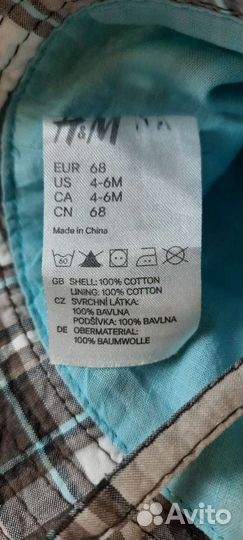 H&M
EUR 68
US 4-6M
CA 4-6M
CN 68
Made in China
60
GB SHELL: 100% COTTON
LINING: 100% COTTON
CZ SVRCHNÍ LÁTKA:
100% BAVLNA
PODŠÍVKA: 100% BAVLNA
DE OBERMATERIAL:
100% BAUMWOLLE
Avito